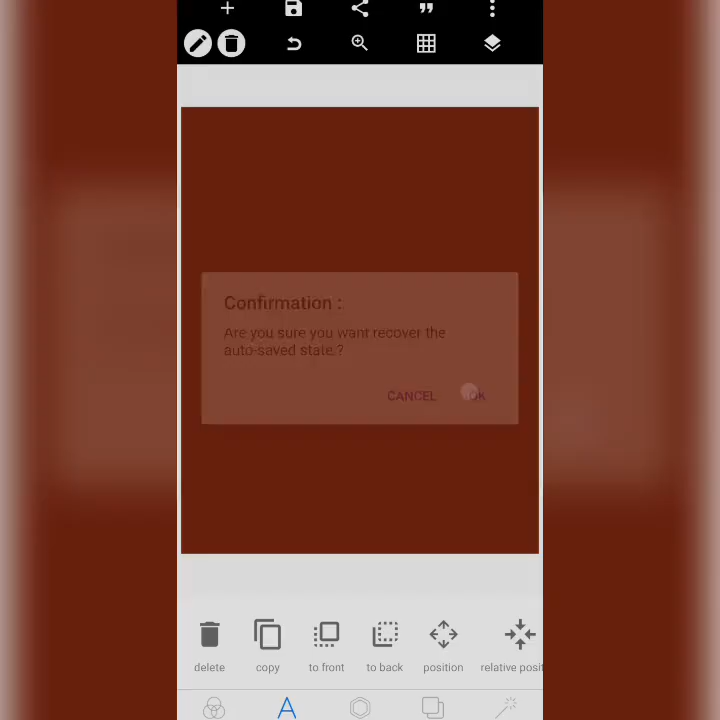 Confirmation :
Are you sure you want recover the
auto-saved state.?
CANCEL OK
delete copy to front to back position relative posit